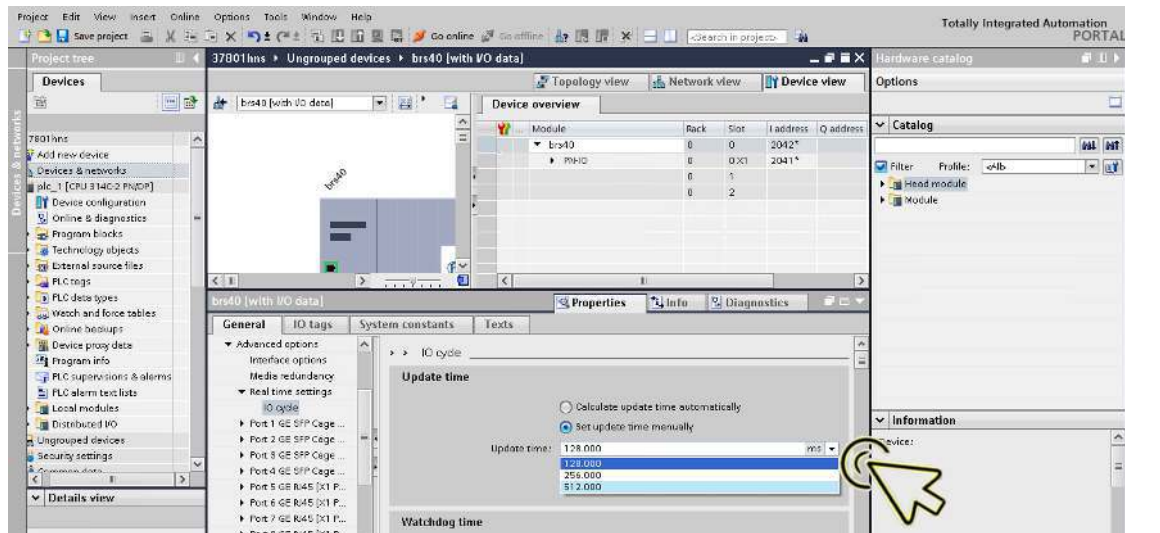 Project Edit View Insert Online Options Tools Window Help
Totally Integrated Automation
PORTAL
Save project Go online Go offline <Search in project>
Project tree
37801hns Ungrouped devices brs40 [with I/O data]
Hardware catalog
Devices
Topology view Network view Device view
Options
brs40 [with I/O data]
Device overview
Module Rack Slot I address Q address
brs40 0 0 2042*
PN-IO 0 0 X1 2041*
0 1
0 2
brs40
Catalog
Filter Profile: <All>
Head module
Module
Devices & networks
7801hns
Add new device
Devices & networks
plc_1 [CPU 314C-2 PN/DP]
Device configuration
Online & diagnostics
Program blocks
Technology objects
External source files
PLC tags
PLC data types
Watch and force tables
Online backups
Device proxy data
Program info
PLC supervisions & alarms
PLC alarm text lists
Local modules
Distributed I/O
Ungrouped devices
Security settings
Common data
Details view
brs40 [with I/O data]
Properties Info Diagnostics
General IO tags System constants Texts
Advanced options
Interface options
Media redundancy
Real time settings
IO cycle
Port 1 GE SFP Cage ...
Port 2 GE SFP Cage ...
Port 3 GE SFP Cage ...
Port 4 GE SFP Cage ...
Port 5 GE RJ45 [X1 P...
Port 6 GE RJ45 [X1 P...
Port 7 GE RJ45 [X1 P...
> > IO cycle
Update time
Calculate update time automatically
Set update time manually
Update time: 128.000 ms
128.000
256.000
512.000
Watchdog time
Information
Device: